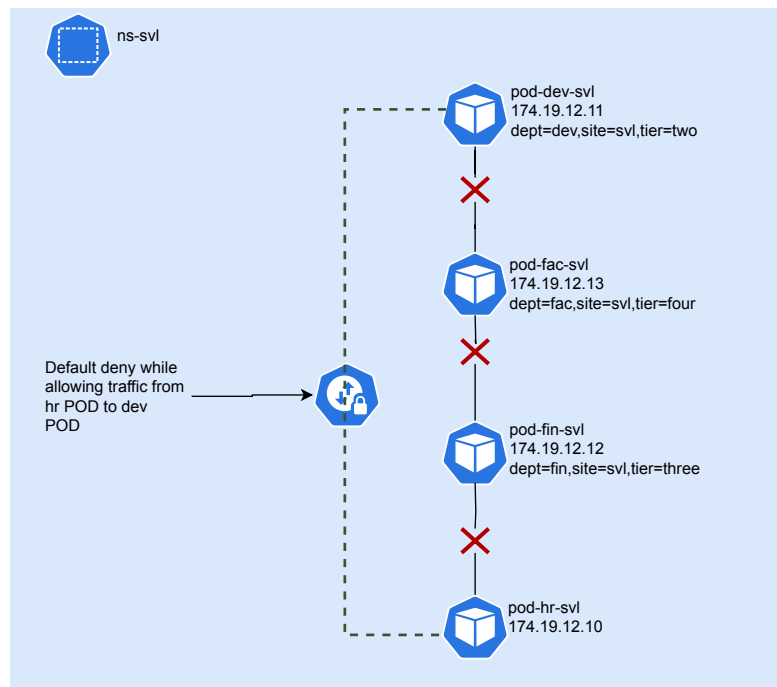 ns-svl
pod-dev-svl
174.19.12.11
dept=dev,site=svl,tier=two
pod-fac-svl
174.19.12.13
dept=fac,site=svl,tier=four
Default deny while
allowing traffic from
hr POD to dev
POD
pod-fin-svl
174.19.12.12
dept=fin,site=svl,tier=three
pod-hr-svl
174.19.12.10